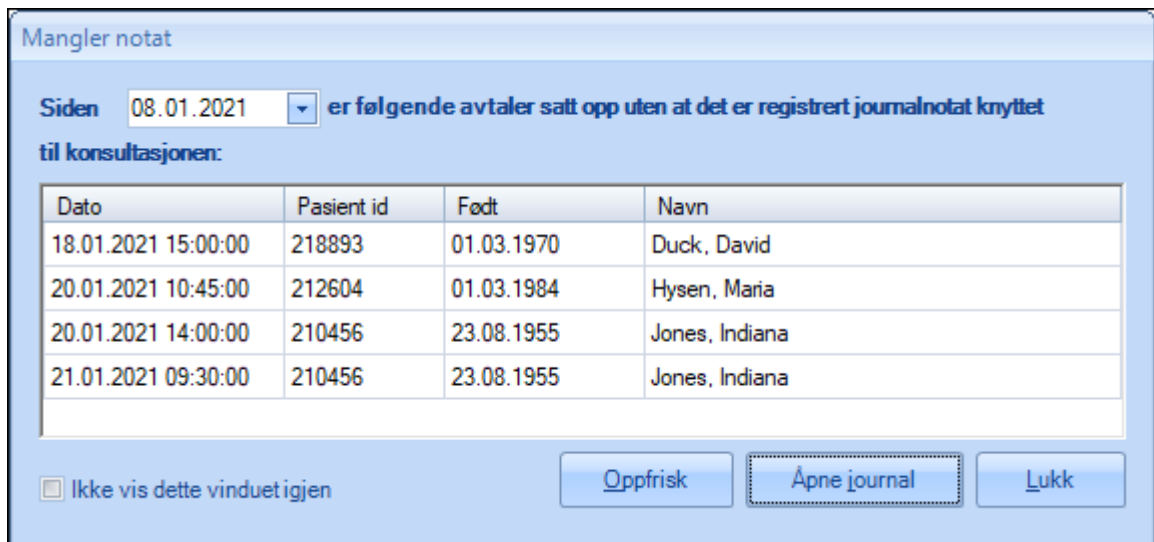 Mangler notat
Siden 08.01.2021 er følgende avtaler satt opp uten at det er registrert journalnotat knyttet
til konsultasjonen:
Dato Pasient id Født Navn
18.01.2021 15:00:00 218893 01.03.1970 Duck, David
20.01.2021 10:45:00 212604 01.03.1984 Hysen, Maria
20.01.2021 14:00:00 210456 23.08.1955 Jones, Indiana
21.01.2021 09:30:00 210456 23.08.1955 Jones, Indiana
Ikke vis dette vinduet igjen Oppfrisk Åpne journal Lukk